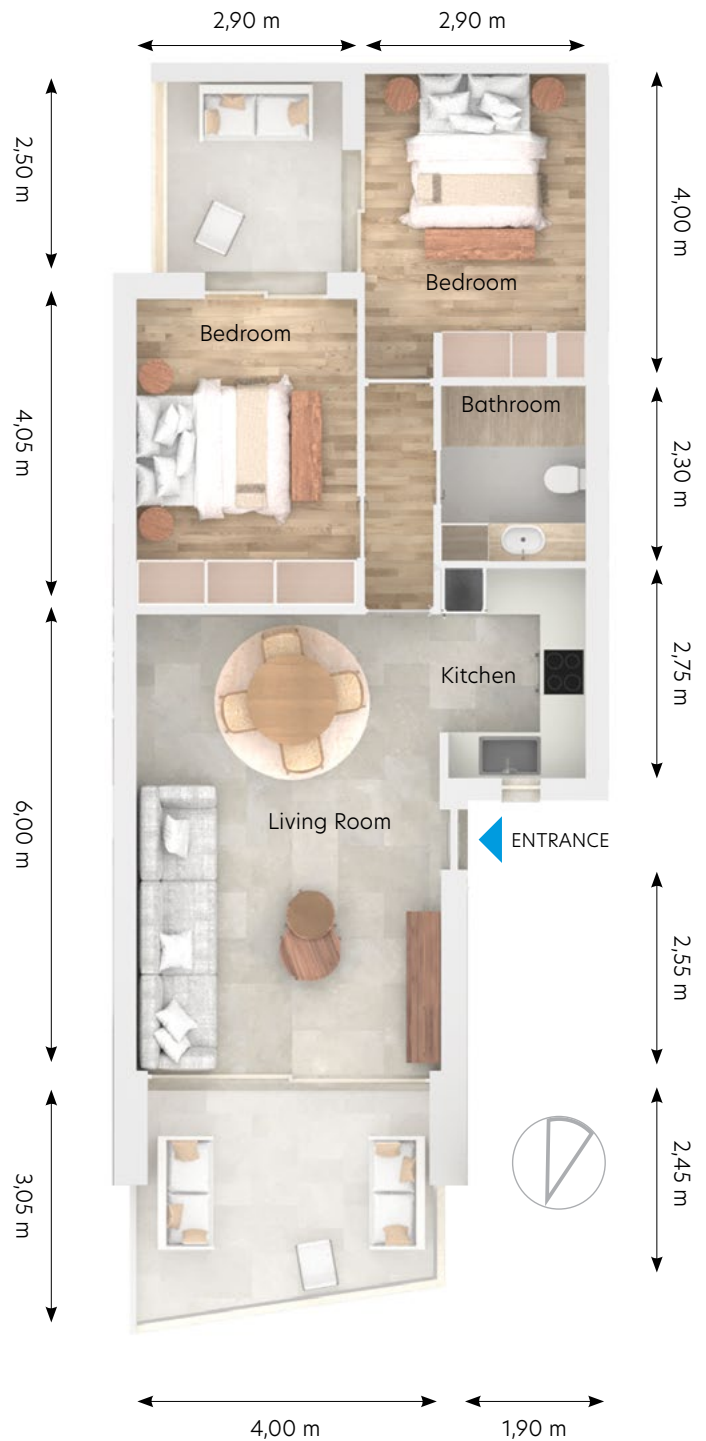 2,90 m
2,90 m
2,50 m
4,00 m
Bedroom
Bedroom
Bathroom
4,05 m
2,30 m
Kitchen
2,75 m
Living Room
6,00 m
ENTRANCE
2,55 m
3,05 m
2,45 m
4,00 m
1,90 m